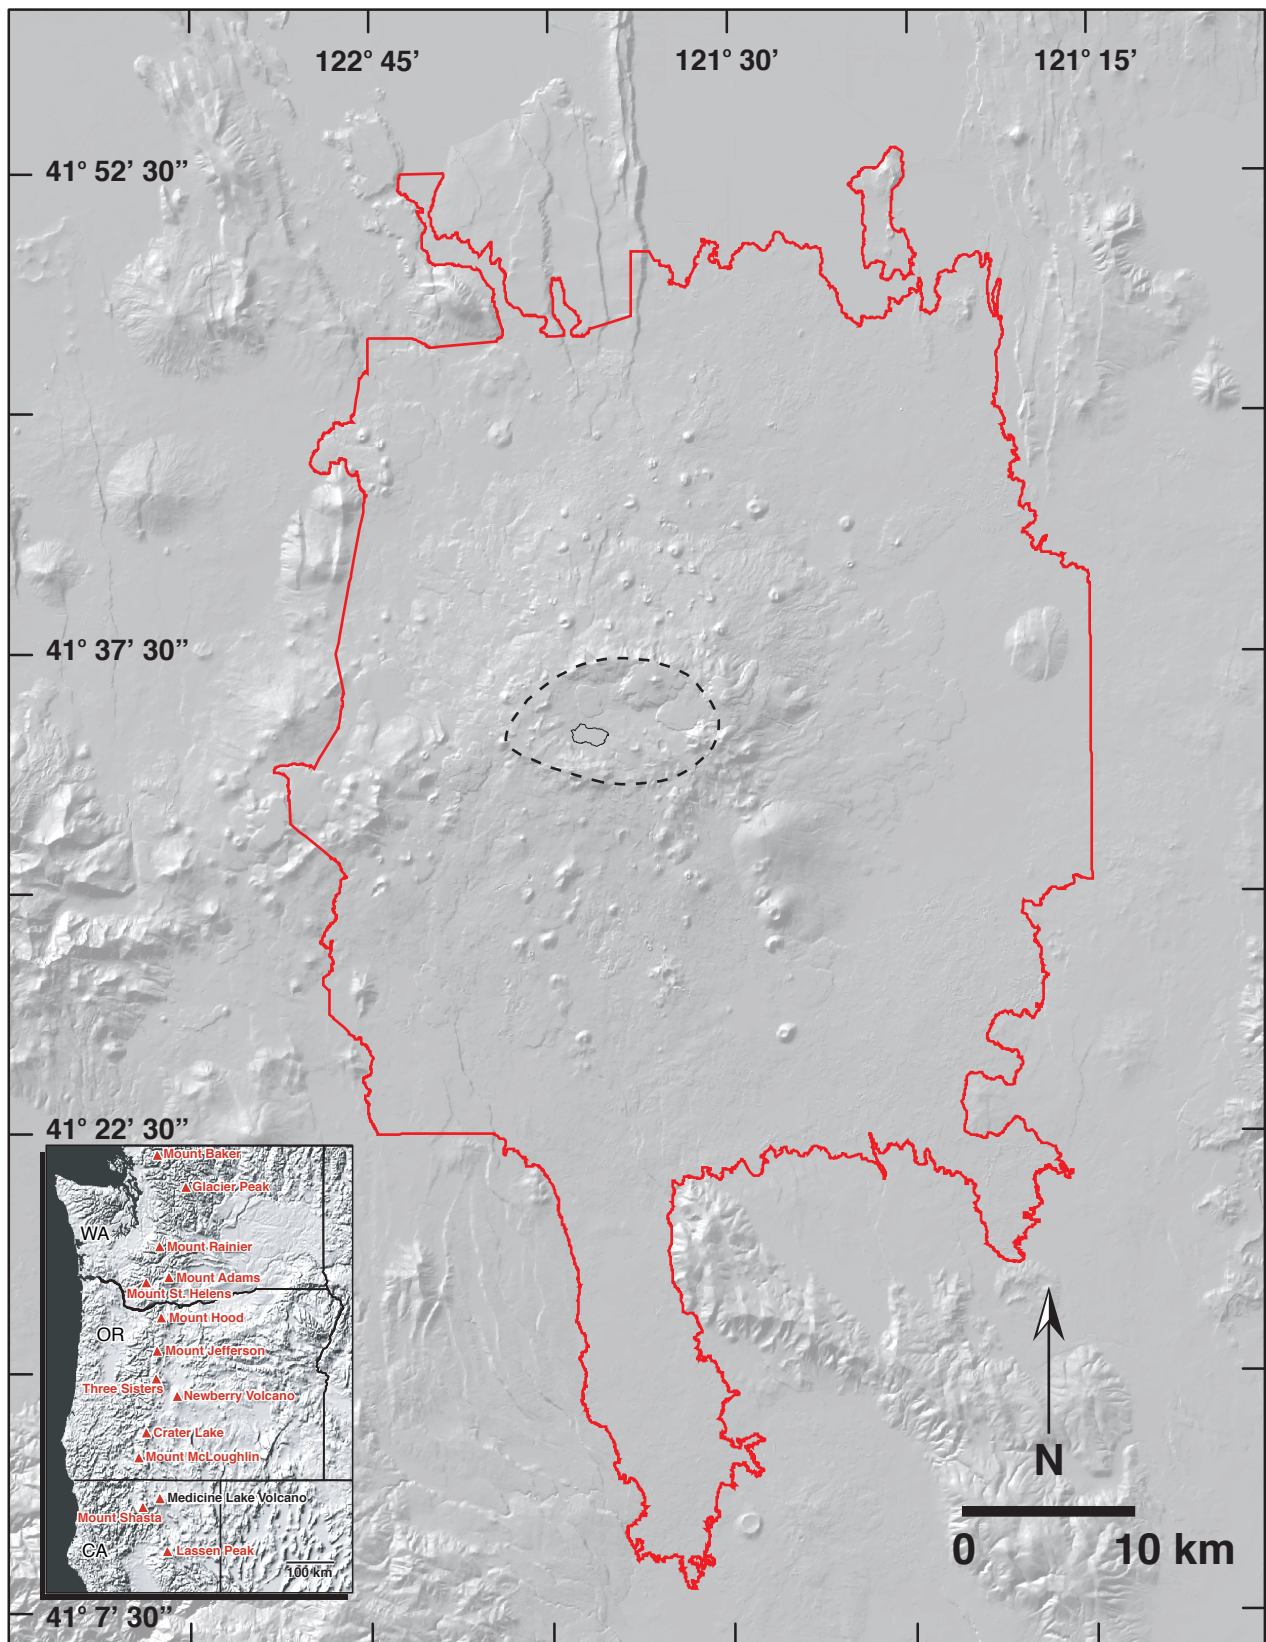 122° 45’ 121° 30’ 121° 15’
41° 52’ 30”
41° 37’ 30”
41° 22’ 30”
Mount Baker
Glacier Peak
WA
Mount Rainier
Mount Adams
Mount St. Helens
Mount Hood
OR
Mount Jefferson
Three Sisters
Newberry Volcano
Crater Lake
Mount McLoughlin
Medicine Lake Volcano
Mount Shasta
CA
Lassen Peak
100 km
N
0 10 km
41° 7’ 30”